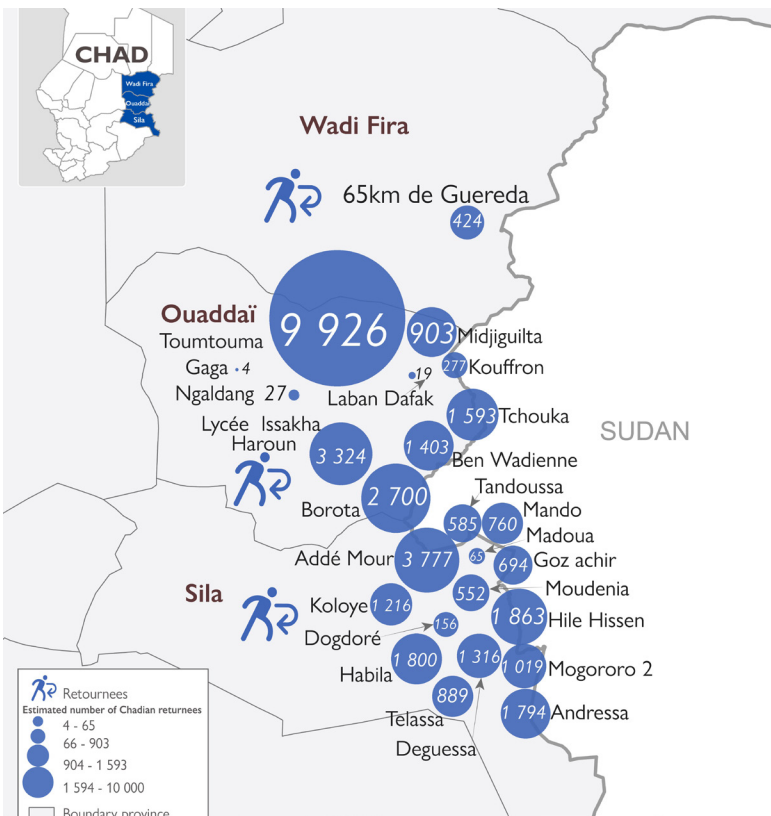 CHAD
Wadi Fira
Ouaddaï
Sila
Wadi Fira
65km de Guereda
424
Ouaddaï
Toumtouma
9 926
903
Midjiguilta
Gaga
4
19
277
Kouffron
Ngaldang
27
Laban Dafak
Lycée Issakha
Haroun
3 324
1 593
Tchouka
SUDAN
1 403
Ben Wadienne
Borota
2 700
Tandoussa
585
760
Mando
Madoua
65
Addé Mour
3 777
694
Goz achir
Sila
Koloye
1 216
552
Moudenia
Dogdoré
156
1 863
Hile Hissen
Habila
1 800
1 316
1 019
Mogororo 2
889
Telassa
Deguessa
1 794
Andressa
Retournees
Estimated number of Chadian returnees
4 - 65
66 - 903
904 - 1 593
1 594 - 10 000
Boundary province